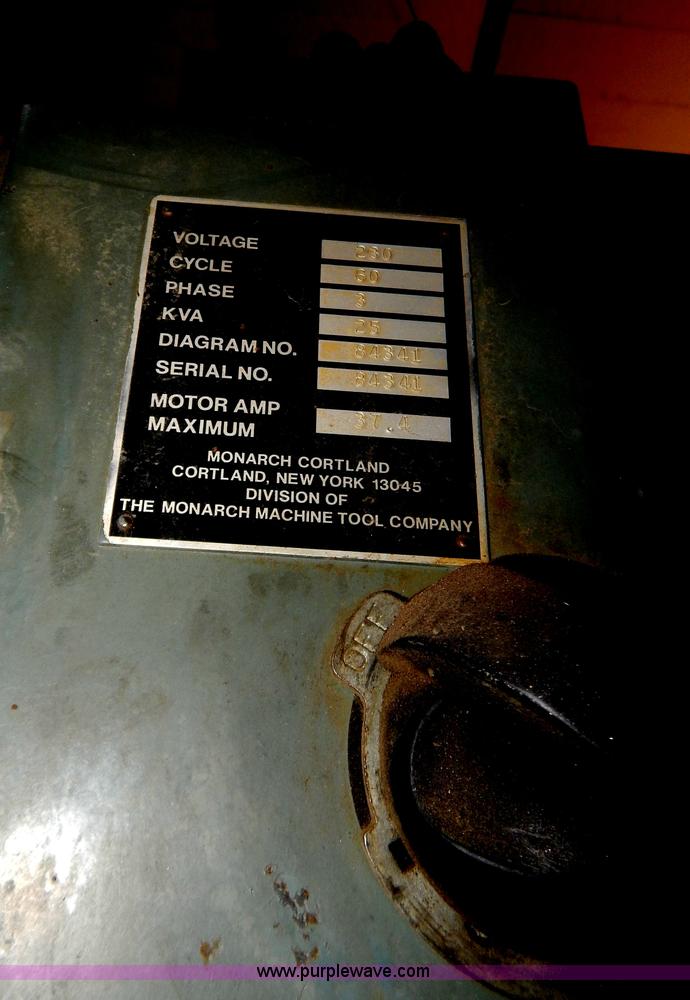 VOLTAGE 230
CYCLE 60
PHASE 3
KVA 25
DIAGRAM NO. 84341
SERIAL NO. 84341
MOTOR AMP
MAXIMUM 37.4
MONARCH CORTLAND
CORTLAND, NEW YORK 13045
DIVISION OF
THE MONARCH MACHINE TOOL COMPANY
OFF
www.purplewave.com